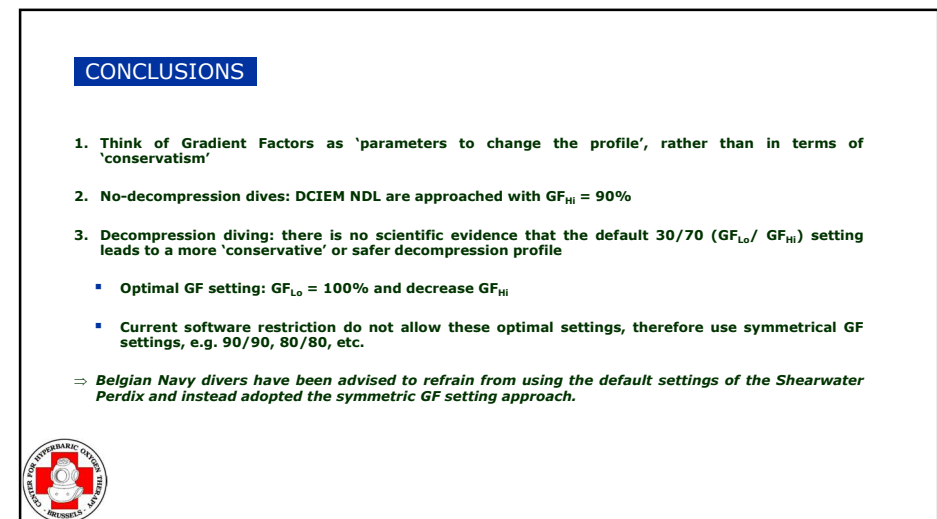 CONCLUSIONS
1. Think of Gradient Factors as ‘parameters to change the profile’, rather than in terms of
‘conservatism’
2. No-decompression dives: DCIEM NDL are approached with GFHi = 90%
3. Decompression diving: there is no scientific evidence that the default 30/70 (GFLo/ GFHi) setting
leads to a more ‘conservative’ or safer decompression profile
▪ Optimal GF setting: GFLo = 100% and decrease GFHi
▪ Current software restriction do not allow these optimal settings, therefore use symmetrical GF
settings, e.g. 90/90, 80/80, etc.
⇒ Belgian Navy divers have been advised to refrain from using the default settings of the Shearwater
Perdix and instead adopted the symmetric GF setting approach.
CENTER FOR HYPERBARIC OXYGEN THERAPY
· BRUSSELS ·